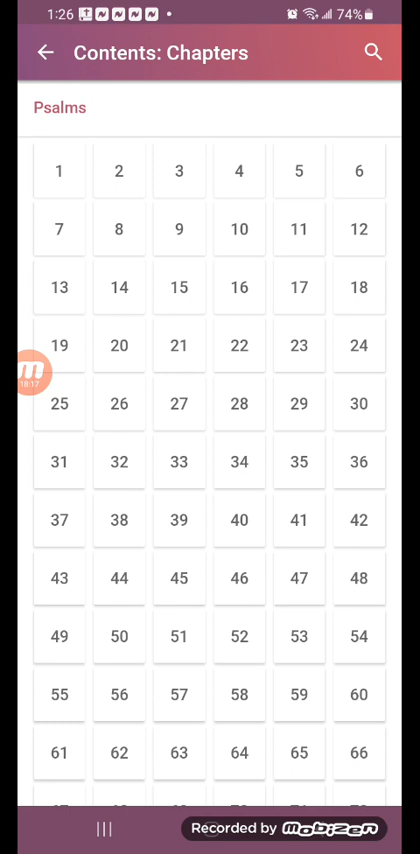 1:26 74%
Contents: Chapters
Psalms
1 2 3 4 5 6
7 8 9 10 11 12
13 14 15 16 17 18
19 20 21 22 23 24
18:17
25 26 27 28 29 30
31 32 33 34 35 36
37 38 39 40 41 42
43 44 45 46 47 48
49 50 51 52 53 54
55 56 57 58 59 60
61 62 63 64 65 66
Recorded by mobizen